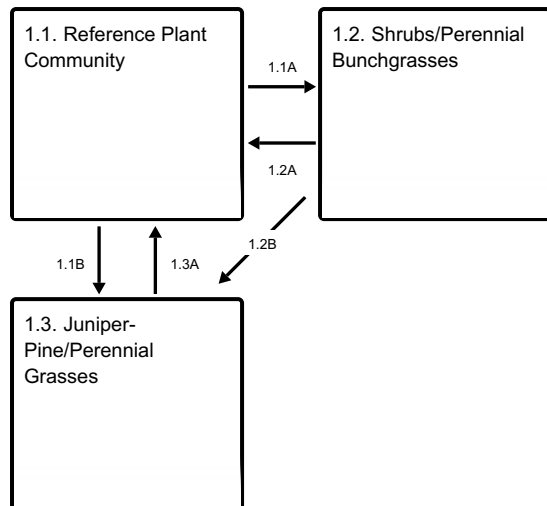 1.1. Reference Plant
Community
1.1A
1.2. Shrubs/Perennial
Bunchgrasses
1.2A
1.2B
1.1B
1.3A
1.3. Juniper-
Pine/Perennial
Grasses